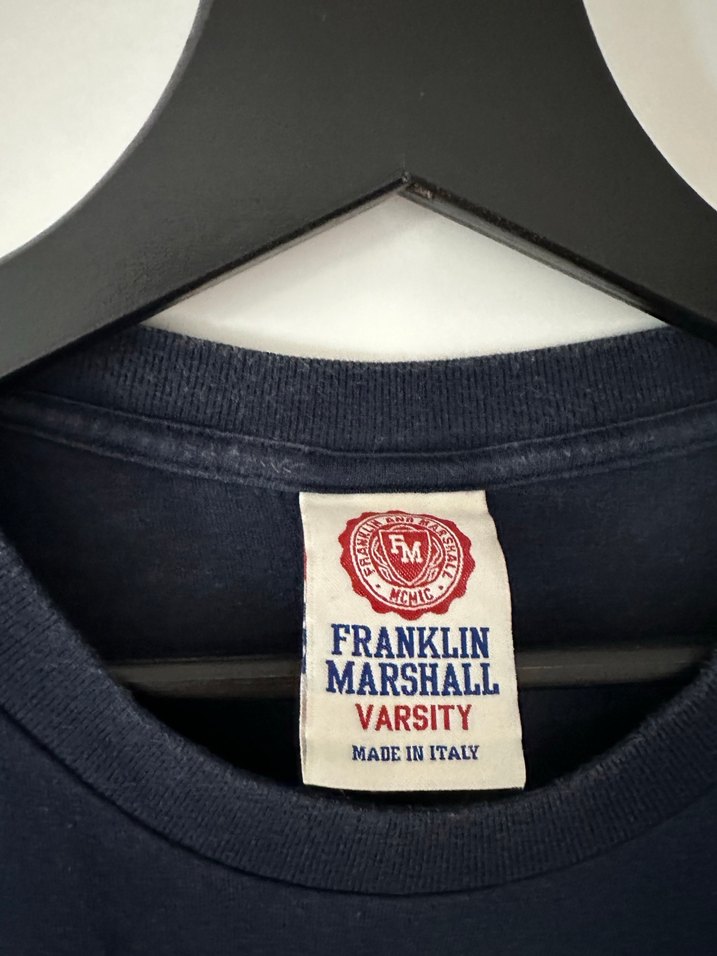 FRANKLIN AND MARSHALL
FM
MCMIC
FRANKLIN
MARSHALL
VARSITY
MADE IN ITALY